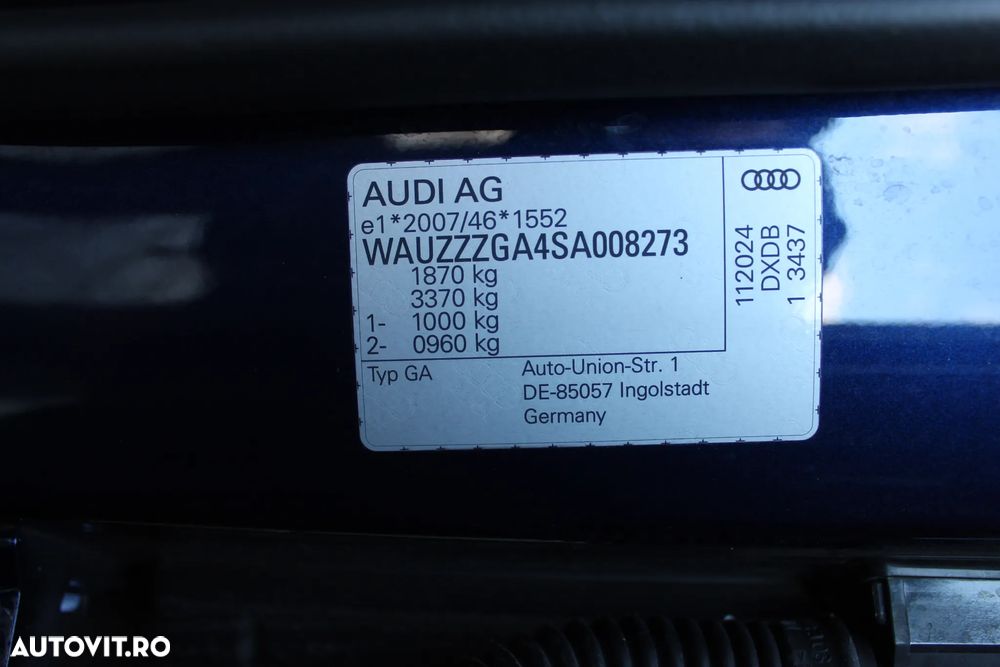 AUDI AG
e1*2007/46*1552
WAUZZZGA4SA008273
1870 kg
3370 kg
1- 1000 kg
2- 0960 kg
Typ GA
Auto-Union-Str. 1
DE-85057 Ingolstadt
Germany
112024
DXDB
1 3437
AUTOVIT.RO